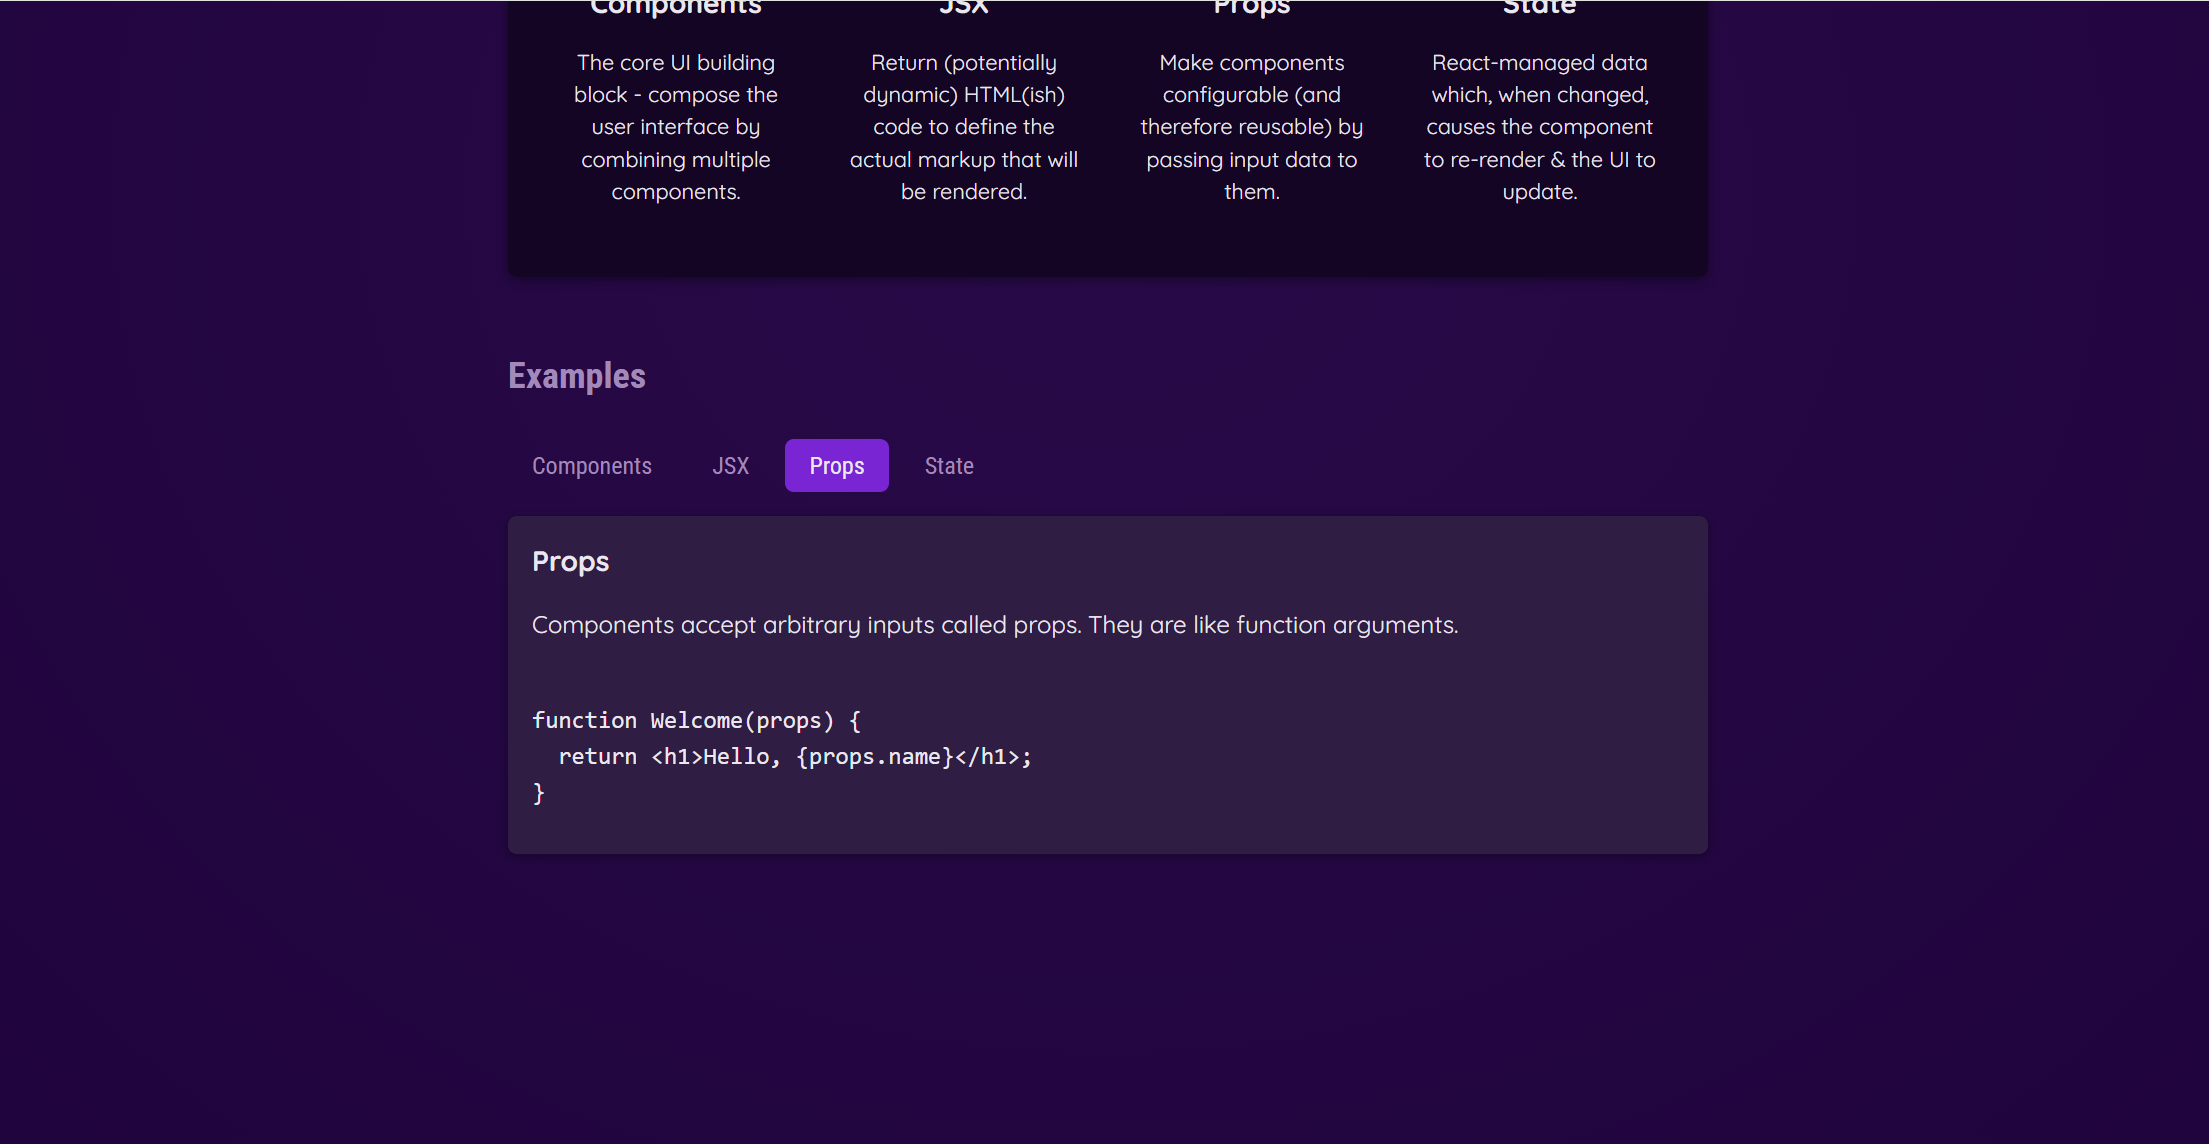 Components
JSX
Props
State
The core UI building
block - compose the
user interface by
combining multiple
components.
Return (potentially
dynamic) HTML(ish)
code to define the
actual markup that will
be rendered.
Make components
configurable (and
therefore reusable) by
passing input data to
them.
React-managed data
which, when changed,
causes the component
to re-render & the UI to
update.
Examples
Components
JSX
Props
State
Props
Components accept arbitrary inputs called props. They are like function arguments.
function Welcome(props) {
  return <h1>Hello, {props.name}</h1>;
}